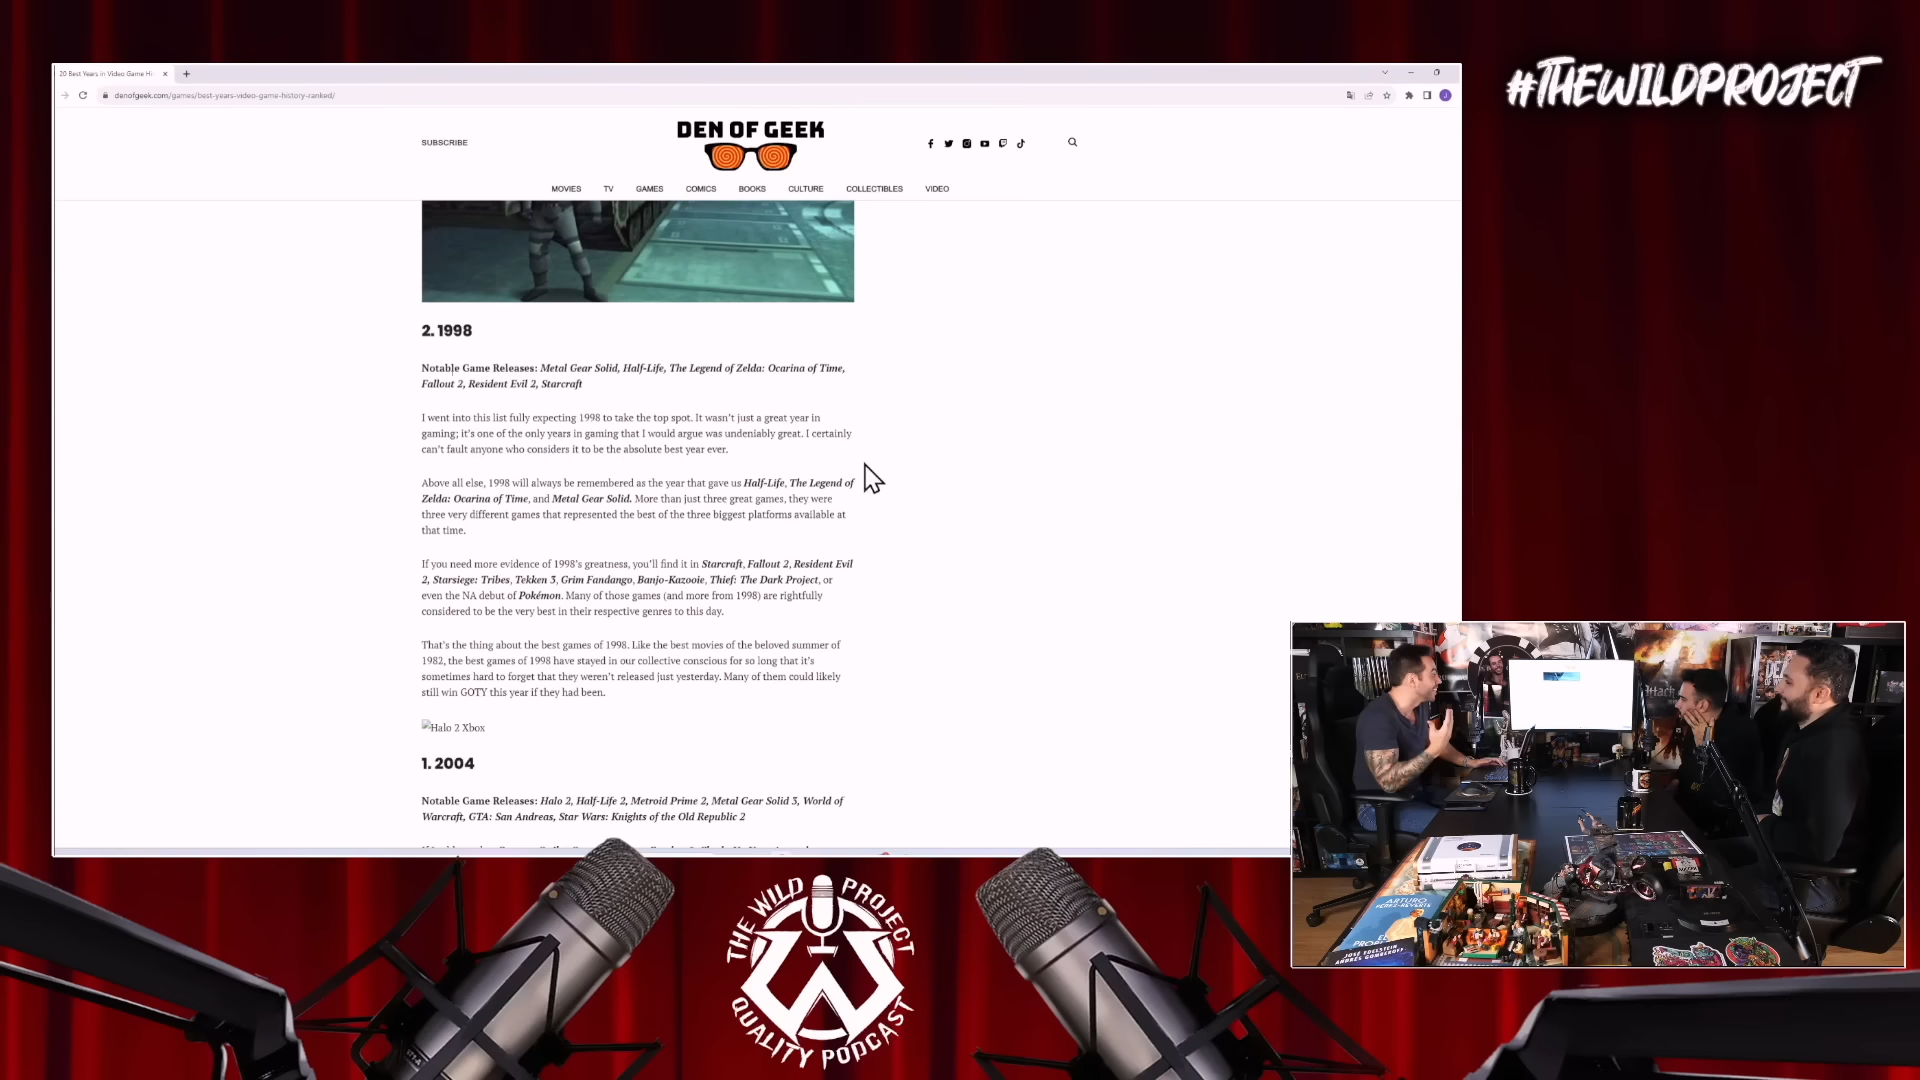 #THEWILDPROJECT
20 Best Years in Video Game Hi
denofgeek.com/games/best-years-video-game-history-ranked/
SUBSCRIBE
DEN OF GEEK
MOVIES TV GAMES COMICS BOOKS CULTURE COLLECTIBLES VIDEO
2. 1998
Notable Game Releases: Metal Gear Solid, Half-Life, The Legend of Zelda: Ocarina of Time,
Fallout 2, Resident Evil 2, Starcraft
I went into this list fully expecting 1998 to take the top spot. It wasn't just a great year in
gaming; it's one of the only years in gaming that I would argue was undeniably great. I certainly
can't fault anyone who considers it to be the absolute best year ever.
Above all else, 1998 will always be remembered as the year that gave us Half-Life, The Legend of
Zelda: Ocarina of Time, and Metal Gear Solid. More than just three great games, they were
three very different games that represented the best of the three biggest platforms available at
that time.
If you need more evidence of 1998's greatness, you'll find it in Starcraft, Fallout 2, Resident Evil
2, Starsiege: Tribes, Tekken 3, Grim Fandango, Banjo-Kazooie, Thief: The Dark Project, or
even the NA debut of Pokémon. Many of those games (and more from 1998) are rightfully
considered to be the very best in their respective genres to this day.
That's the thing about the best games of 1998. Like the best movies of the beloved summer of
1982, the best games of 1998 have stayed in our collective conscious for so long that it's
sometimes hard to forget that they weren't released just yesterday. Many of them could likely
still win GOTY this year if they had been.
Halo 2 Xbox
1. 2004
Notable Game Releases: Halo 2, Half-Life 2, Metroid Prime 2, Metal Gear Solid 3, World of
Warcraft, GTA: San Andreas, Star Wars: Knights of the Old Republic 2
THE WILD PROJECT
QUALITY PODCAST
ARTURO
PÉREZ-REVERTE
JOSÉ EDELSTEIN
ANDRÉS GOMBEROFF